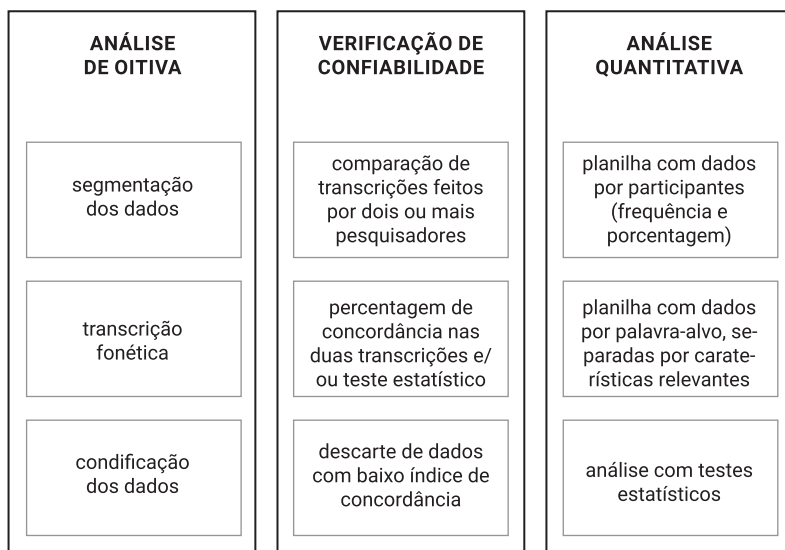 ANÁLISE
DE OITIVA
segmentação
dos dados
transcrição
fonética
condificação
dos dados
VERIFICAÇÃO DE
CONFIABILIDADE
comparação de
transcrições feitos
por dois ou mais
pesquisadores
percentagem de
concordância nas
duas transcrições e/
ou teste estatístico
descarte de dados
com baixo índice de
concordância
ANÁLISE
QUANTITATIVA
planilha com dados
por participantes
(frequência e
porcentagem)
planilha com dados
por palavra-alvo, se-
paradas por carate-
rísticas relevantes
análise com testes
estatísticos